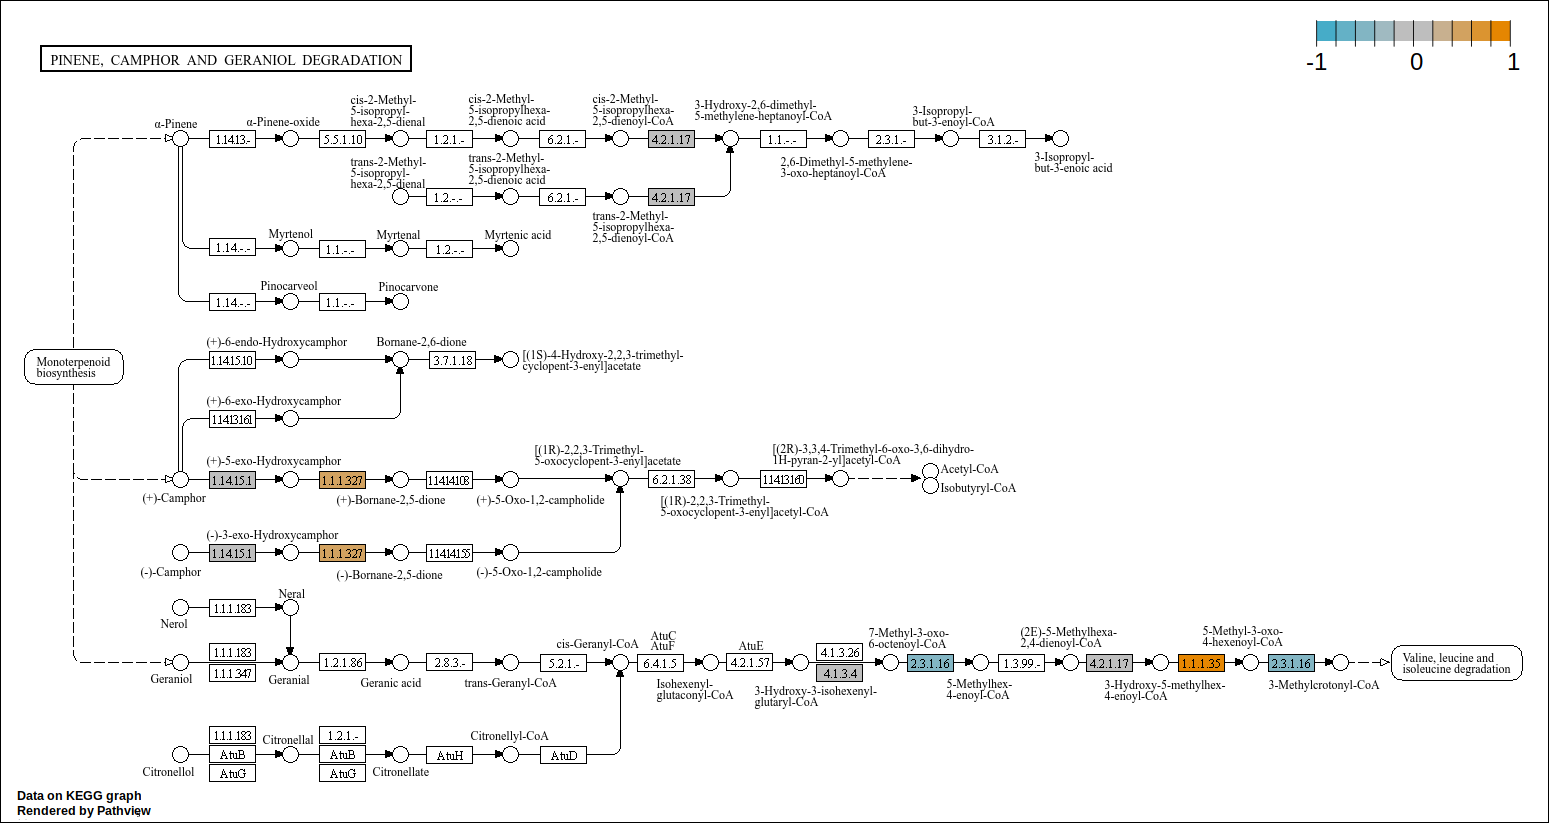 PINENE, CAMPHOR AND GERANIOL DEGRADATION
-1 0 1
α-Pinene
α-Pinene-oxide
cis-2-Methyl-
5-isopropyl-
hexa-2,5-dienal
cis-2-Methyl-
5-isopropylhexa-
2,5-dienoic acid
cis-2-Methyl-
5-isopropylhexa-
2,5-dienoyl-CoA
3-Hydroxy-2,6-dimethyl-
5-methylene-heptanoyl-CoA
3-Isopropyl-
but-3-enoyl-CoA
1.14.13.-
5.5.1.10
1.2.1.-
6.2.1.-
4.2.1.17
1.1.-.-
2.3.1.-
3.1.2.-
2,6-Dimethyl-5-methylene-
3-oxo-heptanoyl-CoA
3-Isopropyl-
but-3-enoic acid
trans-2-Methyl-
5-isopropyl-
hexa-2,5-dienal
trans-2-Methyl-
5-isopropylhexa-
2,5-dienoic acid
1.2.-.-
6.2.1.-
4.2.1.17
trans-2-Methyl-
5-isopropylhexa-
2,5-dienoyl-CoA
Myrtenol
Myrtenal
Myrtenic acid
1.14.-.-
1.1.-.-
1.2.-.-
Pinocarveol
Pinocarvone
1.14.-.-
1.1.-.-
Monoterpenoid
biosynthesis
(+)-6-endo-Hydroxycamphor
Bornane-2,6-dione
1.14.15.10
3.7.1.18
[(1S)-4-Hydroxy-2,2,3-trimethyl-
cyclopent-3-enyl]acetate
(+)-6-exo-Hydroxycamphor
1.14.13.161
(+)-5-exo-Hydroxycamphor
[(1R)-2,2,3-Trimethyl-
5-oxocyclopent-3-enyl]acetate
[(2R)-3,3,4-Trimethyl-6-oxo-3,6-dihydro-
1H-pyran-2-yl]acetyl-CoA
1.14.15.1
1.1.1.327
1.14.14.108
6.2.1.38
1.14.13.160
Acetyl-CoA
Isobutyryl-CoA
(+)-Camphor
(+)-Bornane-2,5-dione
(+)-5-Oxo-1,2-campholide
[(1R)-2,2,3-Trimethyl-
5-oxocyclopent-3-enyl]acetyl-CoA
(-)-3-exo-Hydroxycamphor
1.14.15.1
1.1.1.327
1.14.14.155
(-)-Camphor
(-)-Bornane-2,5-dione
(-)-5-Oxo-1,2-campholide
Neral
1.1.1.183
Nerol
1.1.1.183
1.1.1.347
Geraniol
Geranial
1.2.1.86
Geranic acid
2.8.3.-
trans-Geranyl-CoA
5.2.1.-
cis-Geranyl-CoA
AtuC
AtuF
6.4.1.5
Isohexenyl-
glutaconyl-CoA
AtuE
4.2.1.57
3-Hydroxy-3-isohexenyl-
glutaryl-CoA
4.1.3.26
4.1.3.4
7-Methyl-3-oxo-
6-octenoyl-CoA
2.3.1.16
5-Methylhex-
4-enoyl-CoA
1.3.99.-
(2E)-5-Methylhexa-
2,4-dienoyl-CoA
4.2.1.17
3-Hydroxy-5-methylhex-
4-enoyl-CoA
1.1.1.35
5-Methyl-3-oxo-
4-hexenoyl-CoA
2.3.1.16
3-Methylcrotonyl-CoA
Valine, leucine and
isoleucine degradation
1.1.1.183
AtuB
AtuG
Citronellol
Citronellal
1.2.1.-
AtuB
AtuG
Citronellate
AtuH
Citronellyl-CoA
AtuD
Data on KEGG graph
Rendered by Pathview